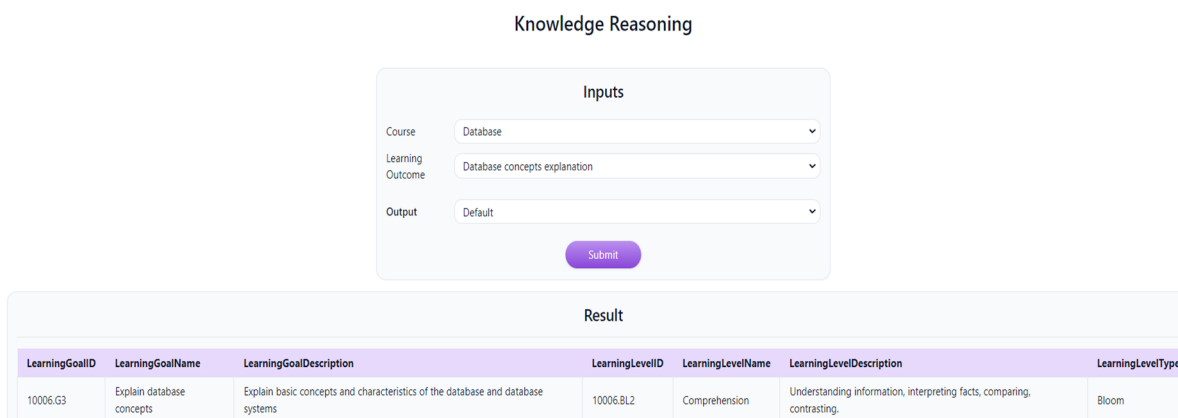 Knowledge Reasoning
Inputs
Course
Database
Learning
Outcome
Database concepts explanation
Output
Default
Submit
Result
LearningGoalID LearningGoalName LearningGoalDescription LearningLevelID LearningLevelName LearningLevelDescription LearningLevelType
10006.G3
Explain database
concepts
Explain basic concepts and characteristics of the database and database
systems
10006.BL2
Comprehension
Understanding information, interpreting facts, comparing,
contrasting.
Bloom